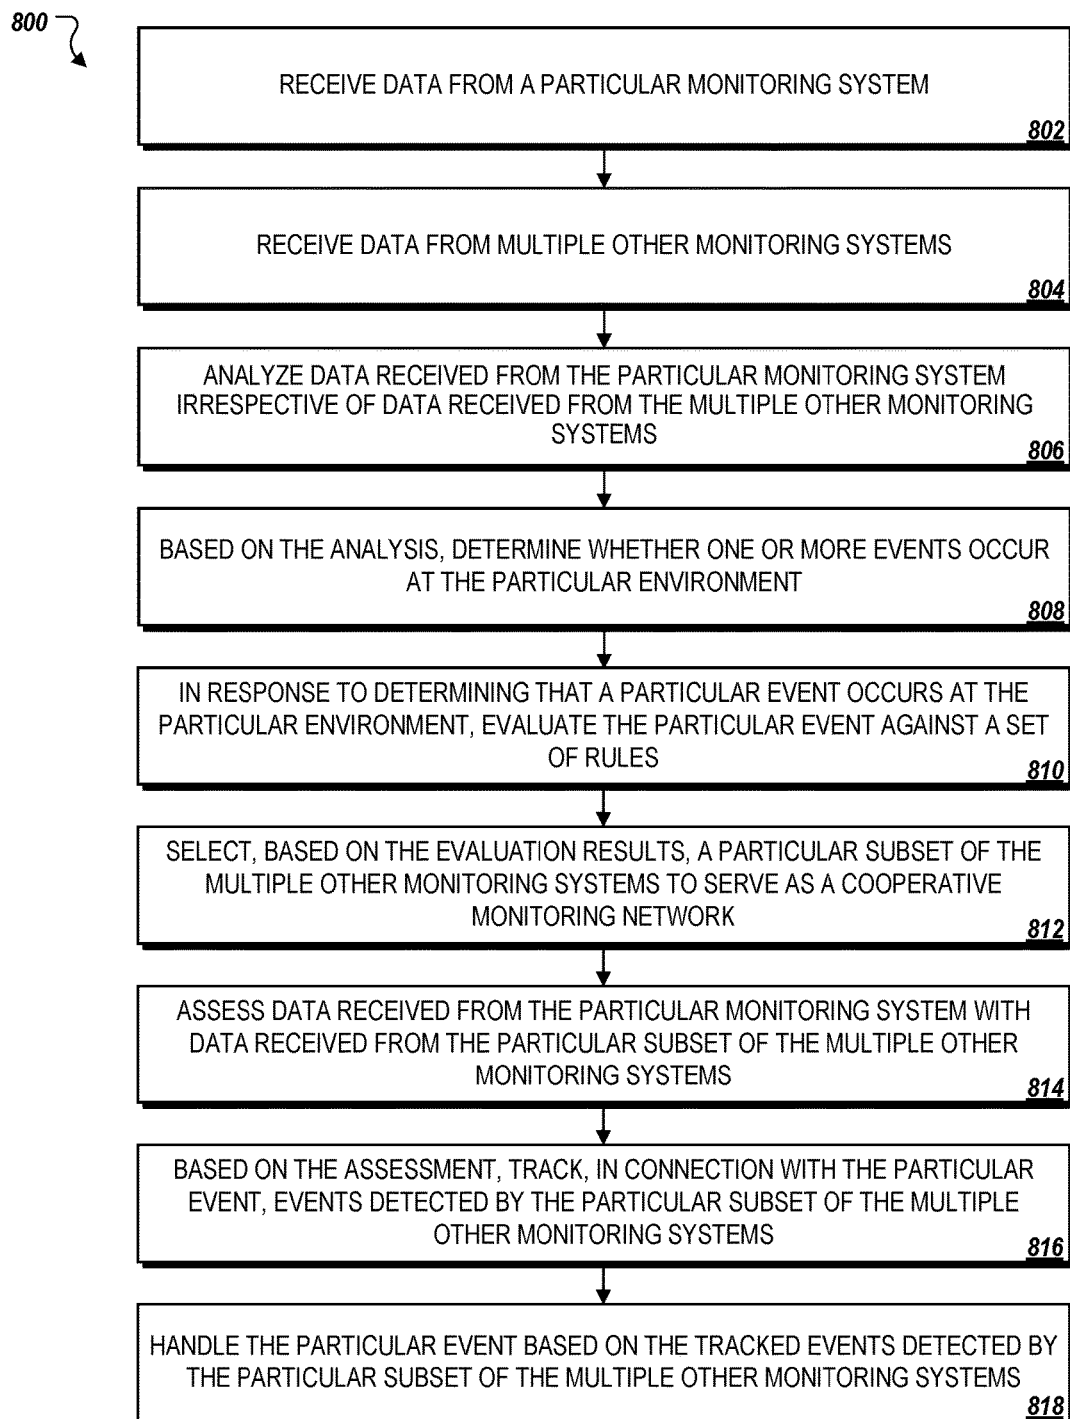 800
RECEIVE DATA FROM A PARTICULAR MONITORING SYSTEM
802
RECEIVE DATA FROM MULTIPLE OTHER MONITORING SYSTEMS
804
ANALYZE DATA RECEIVED FROM THE PARTICULAR MONITORING SYSTEM
IRRESPECTIVE OF DATA RECEIVED FROM THE MULTIPLE OTHER MONITORING
SYSTEMS
806
BASED ON THE ANALYSIS, DETERMINE WHETHER ONE OR MORE EVENTS OCCUR
AT THE PARTICULAR ENVIRONMENT
808
IN RESPONSE TO DETERMINING THAT A PARTICULAR EVENT OCCURS AT THE
PARTICULAR ENVIRONMENT, EVALUATE THE PARTICULAR EVENT AGAINST A SET
OF RULES
810
SELECT, BASED ON THE EVALUATION RESULTS, A PARTICULAR SUBSET OF THE
MULTIPLE OTHER MONITORING SYSTEMS TO SERVE AS A COOPERATIVE
MONITORING NETWORK
812
ASSESS DATA RECEIVED FROM THE PARTICULAR MONITORING SYSTEM WITH
DATA RECEIVED FROM THE PARTICULAR SUBSET OF THE MULTIPLE OTHER
MONITORING SYSTEMS
814
BASED ON THE ASSESSMENT, TRACK, IN CONNECTION WITH THE PARTICULAR
EVENT, EVENTS DETECTED BY THE PARTICULAR SUBSET OF THE MULTIPLE
OTHER MONITORING SYSTEMS
816
HANDLE THE PARTICULAR EVENT BASED ON THE TRACKED EVENTS DETECTED BY
THE PARTICULAR SUBSET OF THE MULTIPLE OTHER MONITORING SYSTEMS
818